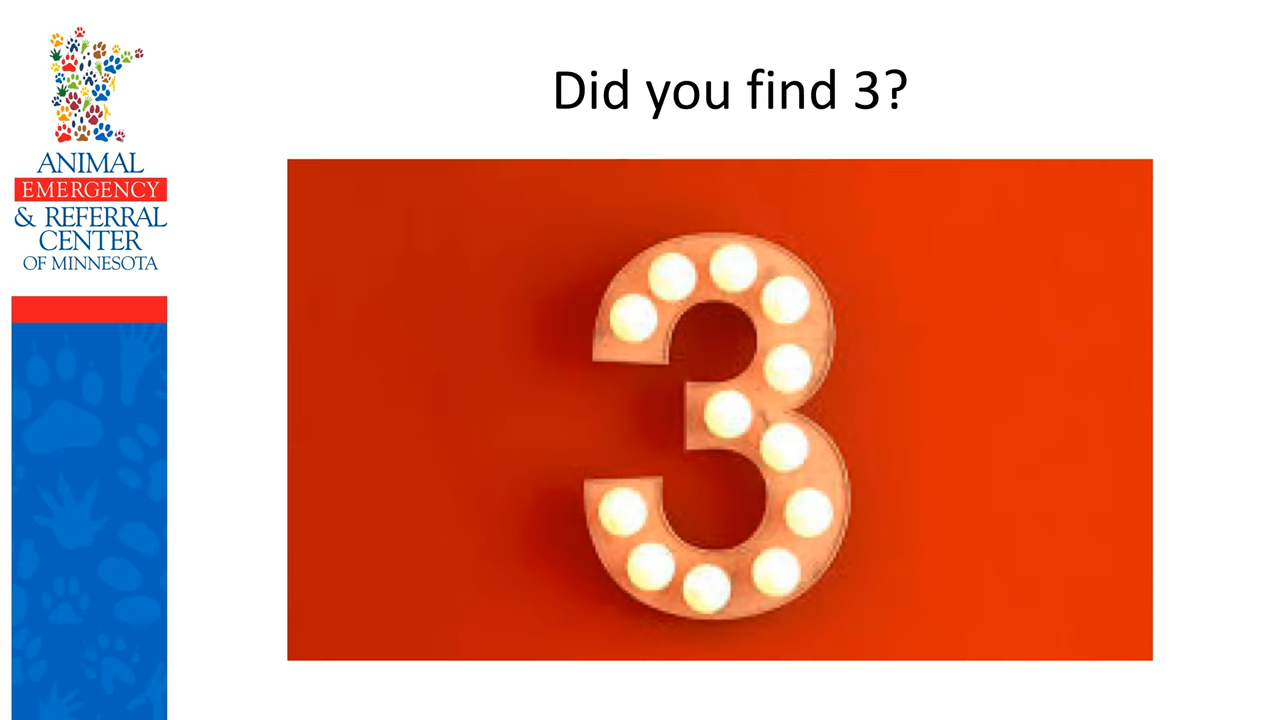 Did you find 3?
ANIMAL
EMERGENCY
& REFERRAL
CENTER
OF MINNESOTA
3